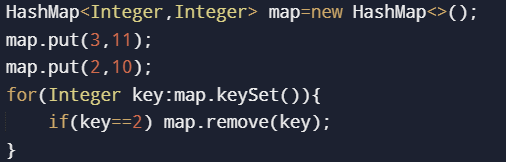 HashMap<Integer,Integer> map=new HashMap<>();
map.put(3,11);
map.put(2,10);
for(Integer key:map.keySet()){
    if(key==2) map.remove(key);
}